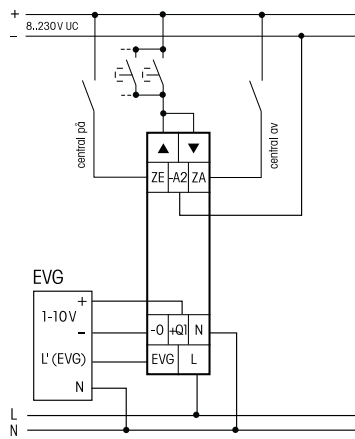 +
8..230V UC
–
central på
central av
▲ ▼
ZE -A2 ZA
EVG
+
1-10V
–
L' (EVG)
N
-0 +Q1 N
EVG L
L
N